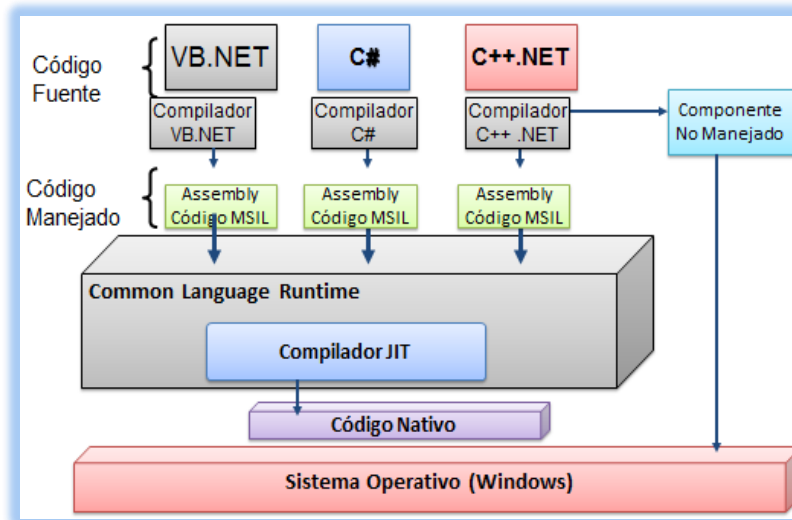 VB.NET
C#
C++.NET
Código
Fuente
Compilador
VB.NET
Compilador
C#
Compilador
C++ .NET
Componente
No Manejado
Código
Manejado
Assembly
Código MSIL
Assembly
Código MSIL
Assembly
Código MSIL
Common Language Runtime
Compilador JIT
Código Nativo
Sistema Operativo (Windows)